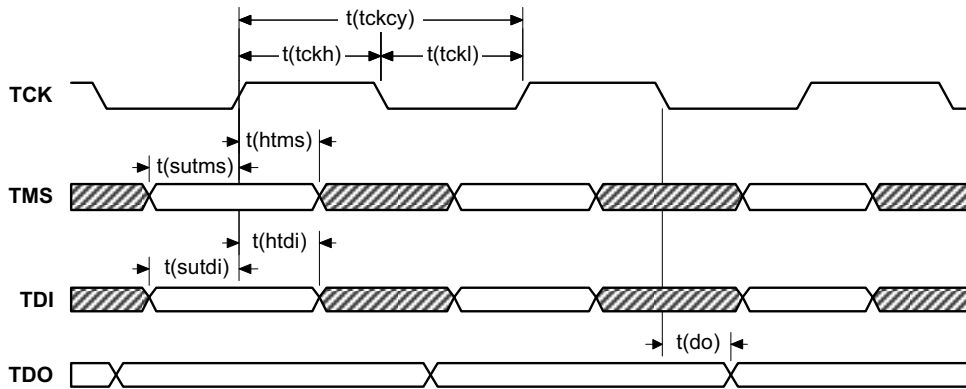 t(tckcy)
t(tckh)
t(tckl)
TCK
t(htms)
t(sutms)
TMS
t(htdi)
t(sutdi)
TDI
t(do)
TDO